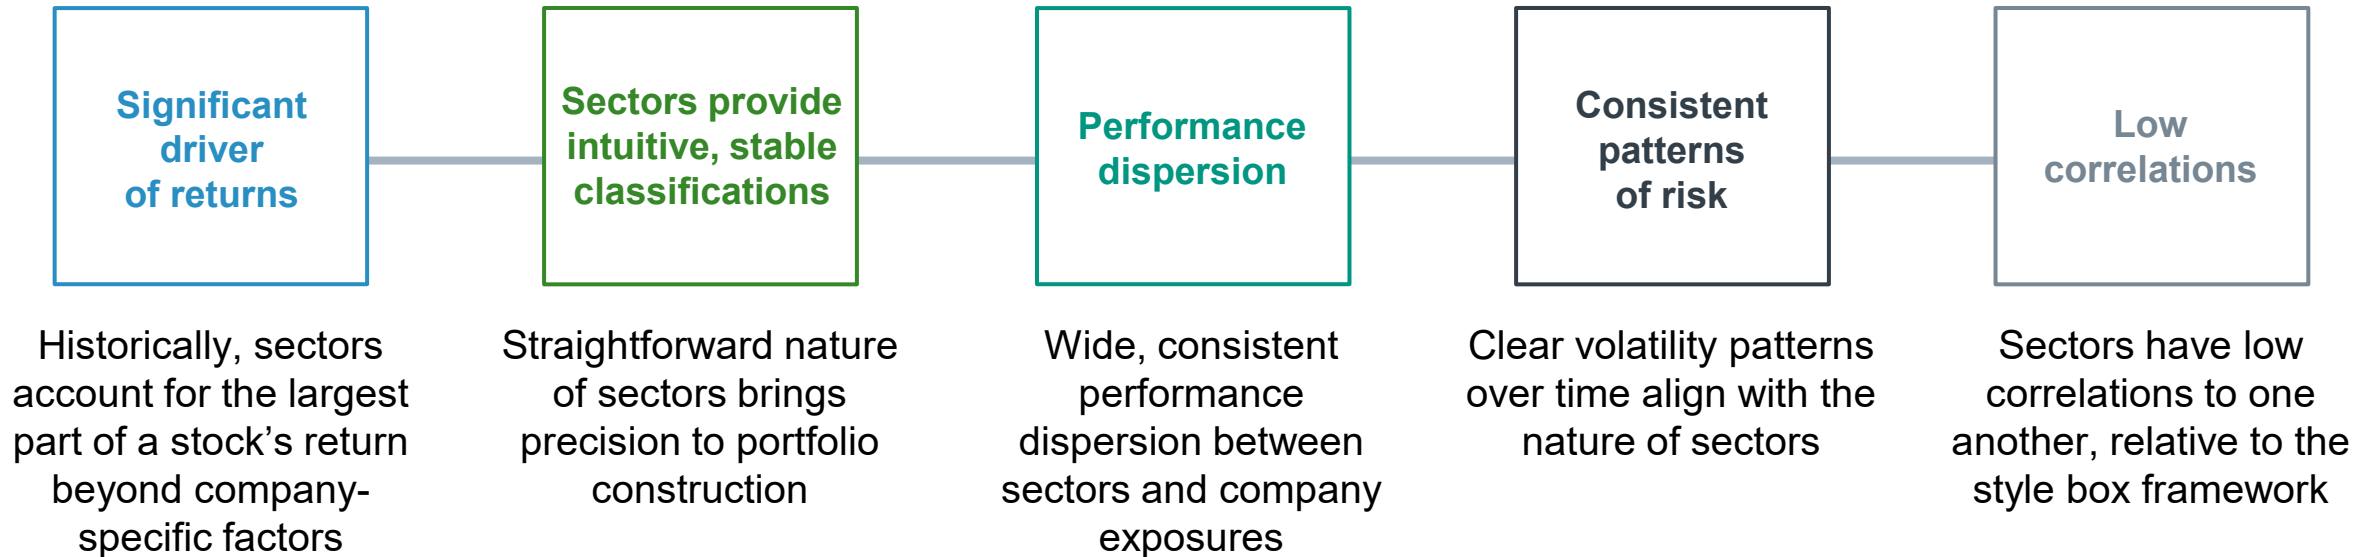 Significant
driver
of returns
Historically, sectors
account for the largest
part of a stock’s return
beyond company-
specific factors
Sectors provide
intuitive, stable
classifications
Straightforward nature
of sectors brings
precision to portfolio
construction
Performance
dispersion
Wide, consistent
performance
dispersion between
sectors and company
exposures
Consistent
patterns
of risk
Clear volatility patterns
over time align with the
nature of sectors
Low
correlations
Sectors have low
correlations to one
another, relative to the
style box framework